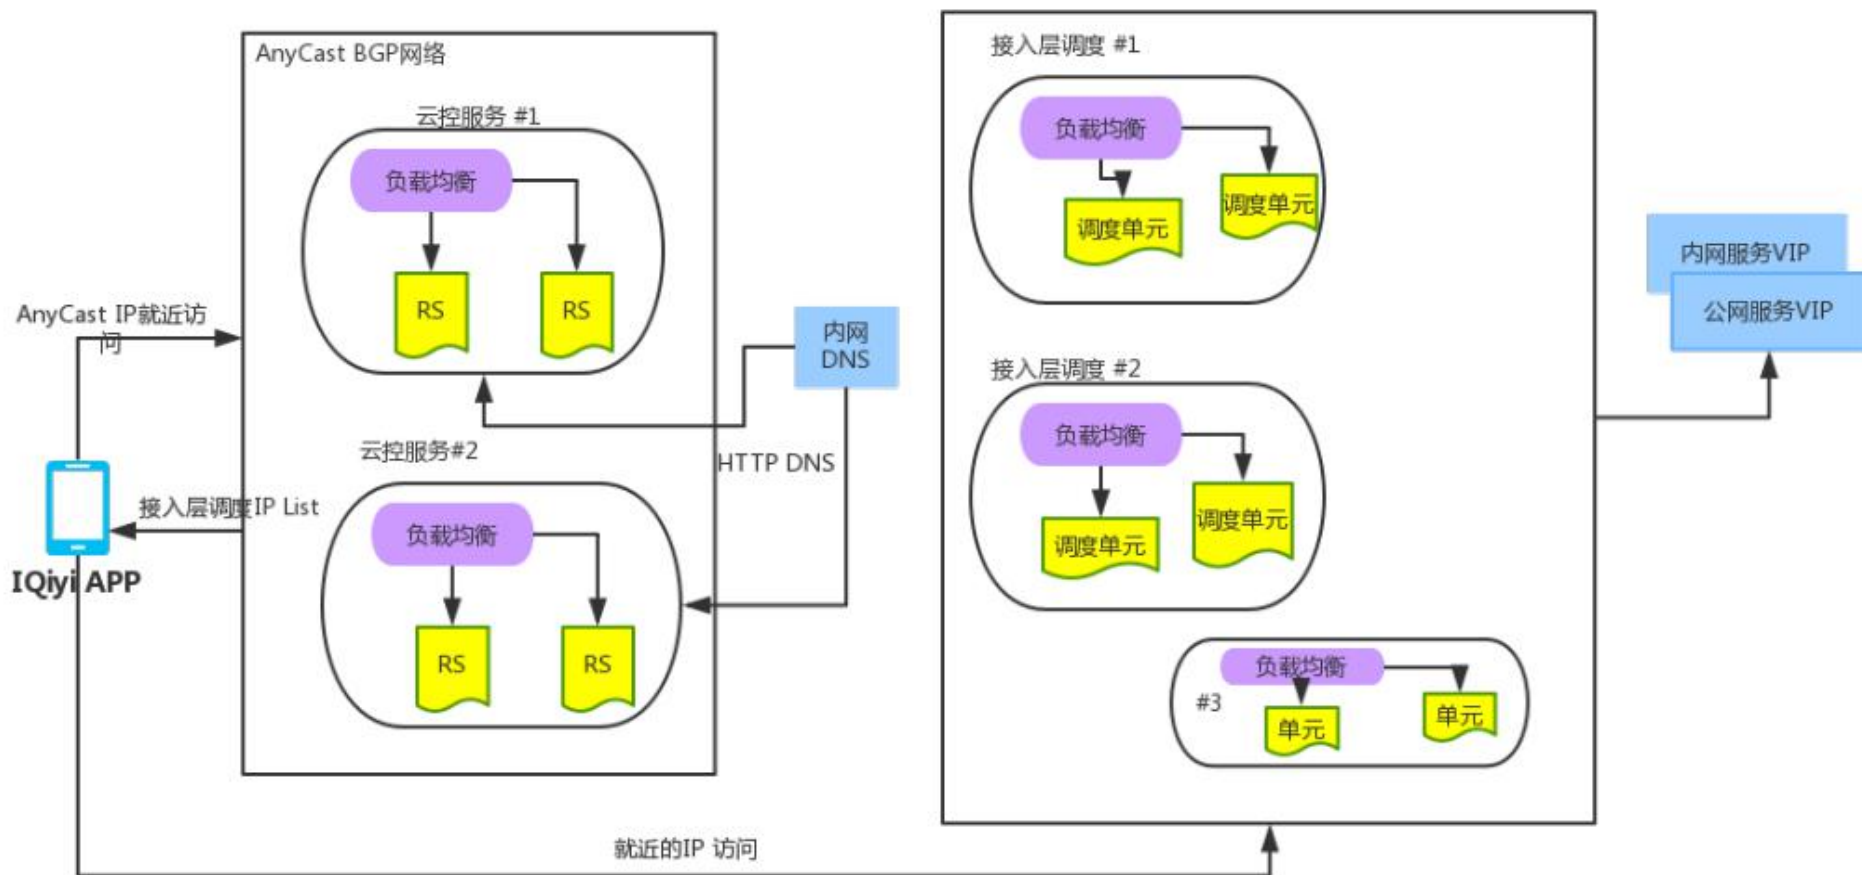 AnyCast BGP网络
云控服务 #1
负载均衡
RS
RS
AnyCast IP就近访
问
内网
DNS
云控服务#2
HTTP DNS
接入层调度IP List
负载均衡
RS
RS
IQiyi APP
就近的IP 访问
接入层调度 #1
负载均衡
调度单元
调度单元
接入层调度 #2
负载均衡
调度单元
调度单元
负载均衡
#3
单元
单元
内网服务VIP
公网服务VIP